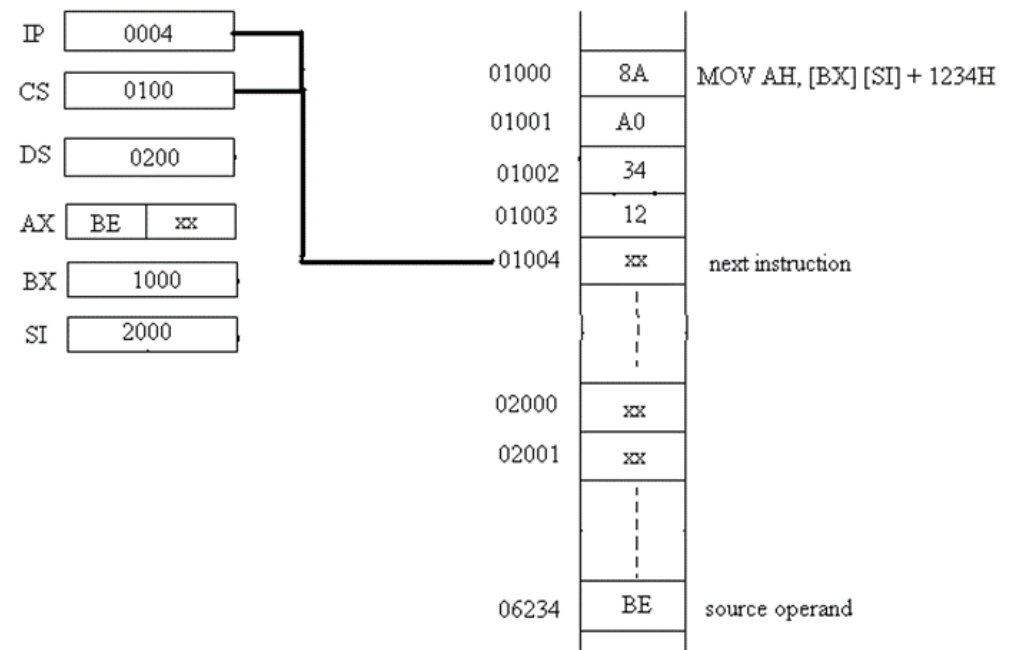 IP 0004
CS 0100
DS 0200
AX BE xx
BX 1000
SI 2000
01000 8A MOV AH, [BX] [SI] + 1234H
01001 A0
01002 34
01003 12
01004 xx next instruction
02000 xx
02001 xx
06234 BE source operand